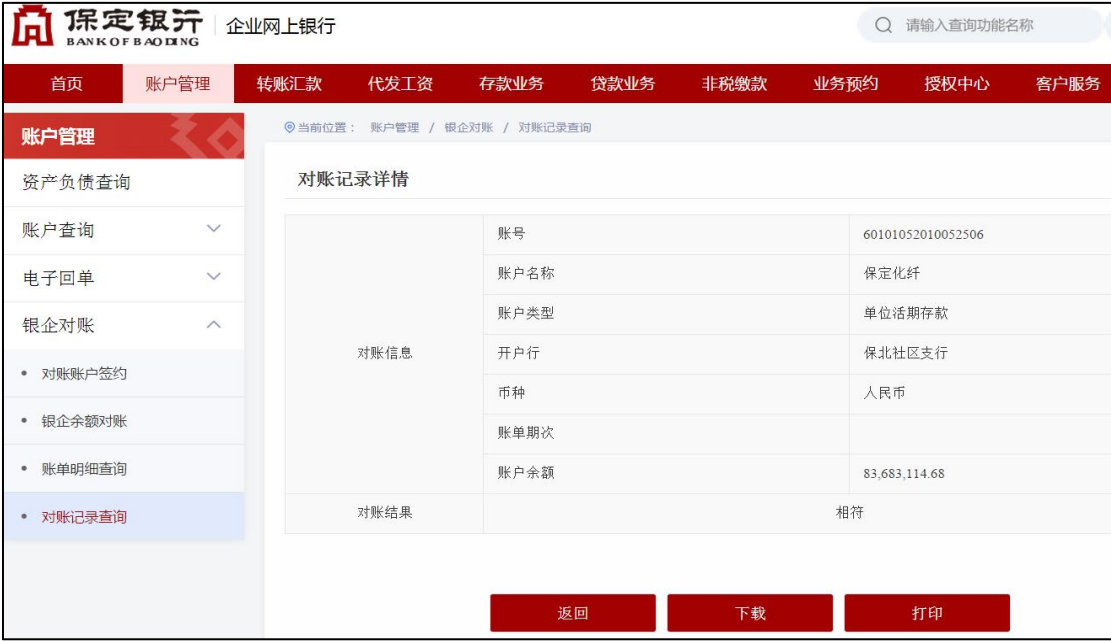 保定银行 企业网上银行 请输入查询功能名称
BANK OF BAODING
首页 账户管理 转账汇款 代发工资 存款业务 贷款业务 非税缴款 业务预约 授权中心 客户服务
账户管理
资产负债查询
账户查询
电子回单
银企对账
• 对账账户签约
• 银企余额对账
• 账单明细查询
• 对账记录查询
当前位置： 账户管理 / 银企对账 / 对账记录查询
对账记录详情
对账信息
账号 60101052010052506
账户名称 保定化纤
账户类型 单位活期存款
开户行 保北社区支行
币种 人民币
账单期次
账户余额 83,683,114.68
对账结果 相符
返回 下载 打印